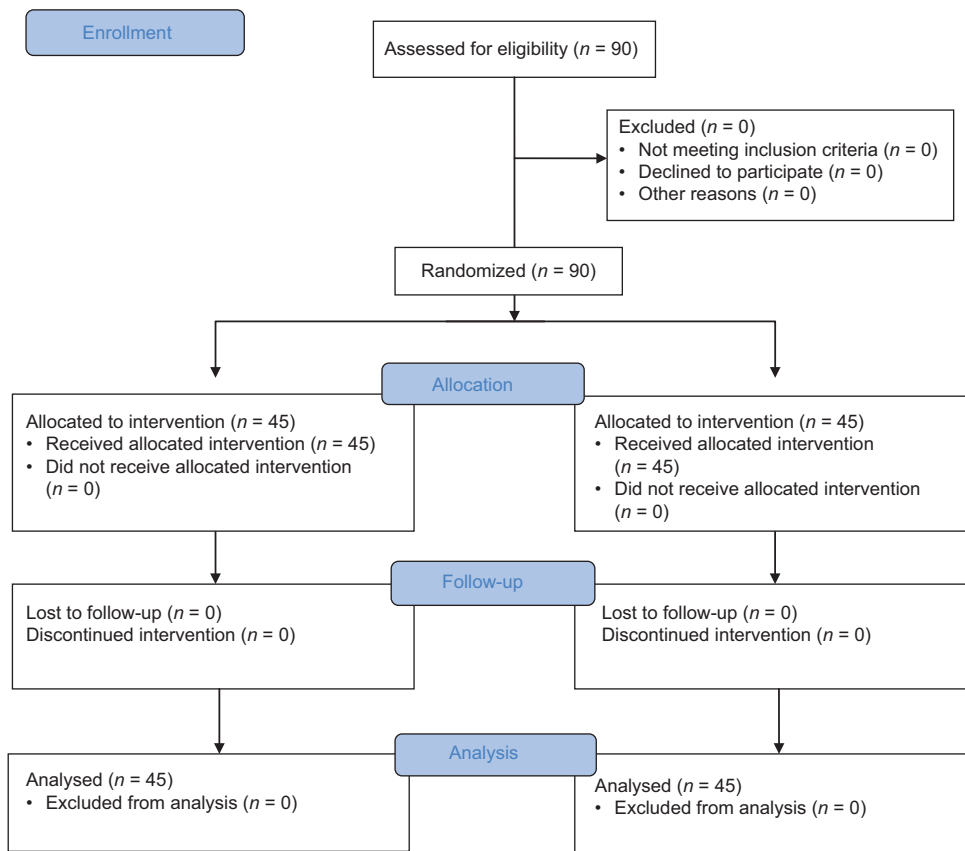 Enrollment
Assessed for eligibility (n = 90)
Excluded (n = 0)
• Not meeting inclusion criteria (n = 0)
• Declined to participate (n = 0)
• Other reasons (n = 0)
Randomized (n = 90)
Allocation
Allocated to intervention (n = 45)
• Received allocated intervention (n = 45)
• Did not receive allocated intervention
(n = 0)
Allocated to intervention (n = 45)
• Received allocated intervention
(n = 45)
• Did not receive allocated intervention
(n = 0)
Follow-up
Lost to follow-up (n = 0)
Discontinued intervention (n = 0)
Lost to follow-up (n = 0)
Discontinued intervention (n = 0)
Analysis
Analysed (n = 45)
• Excluded from analysis (n = 0)
Analysed (n = 45)
• Excluded from analysis (n = 0)